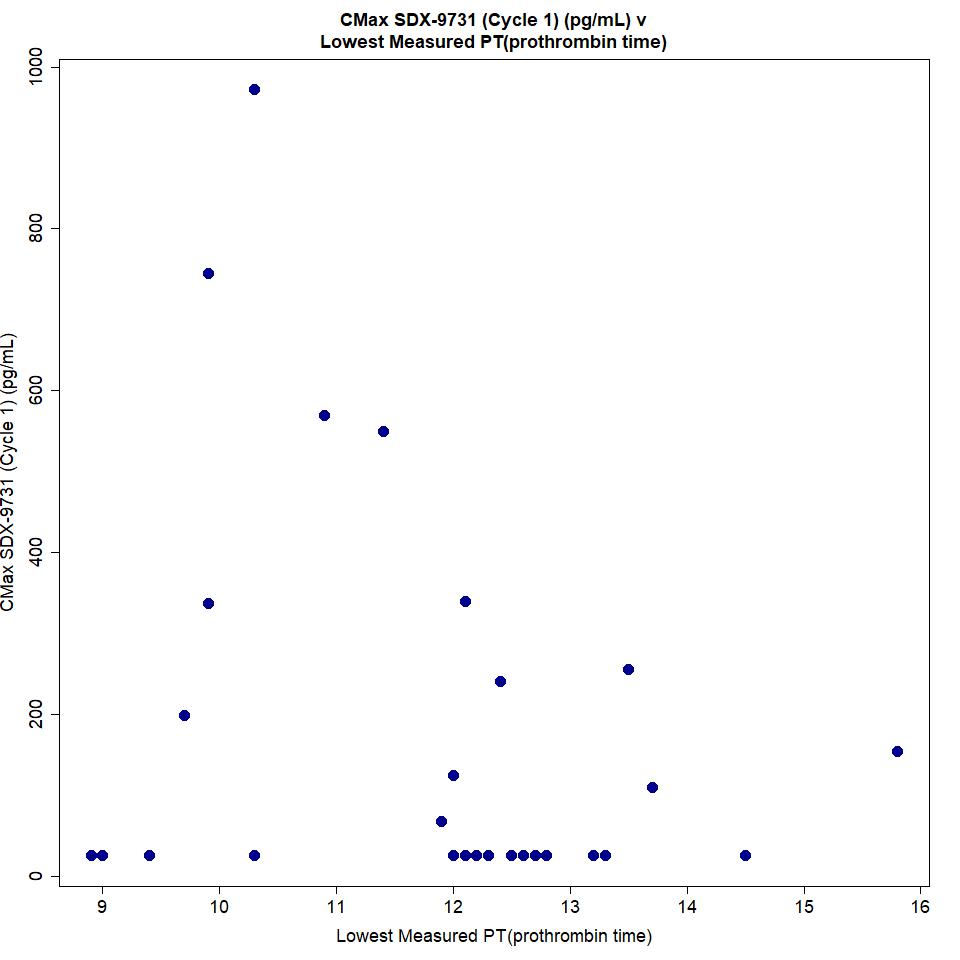 CMax SDX-9731 (Cycle 1) (pg/mL) v
Lowest Measured PT(prothrombin time)
CMax SDX-9731 (Cycle 1) (pg/mL)
1000
800
600
400
200
0
9 10 11 12 13 14 15 16
Lowest Measured PT(prothrombin time)